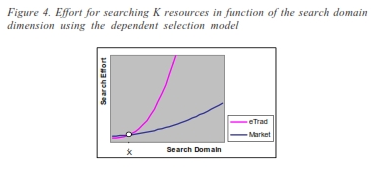 Figure 4. Effort for searching K resources in function of the search domain
dimension using the dependent selection model
Search Effort
eTrad
Market
x
Search Domain